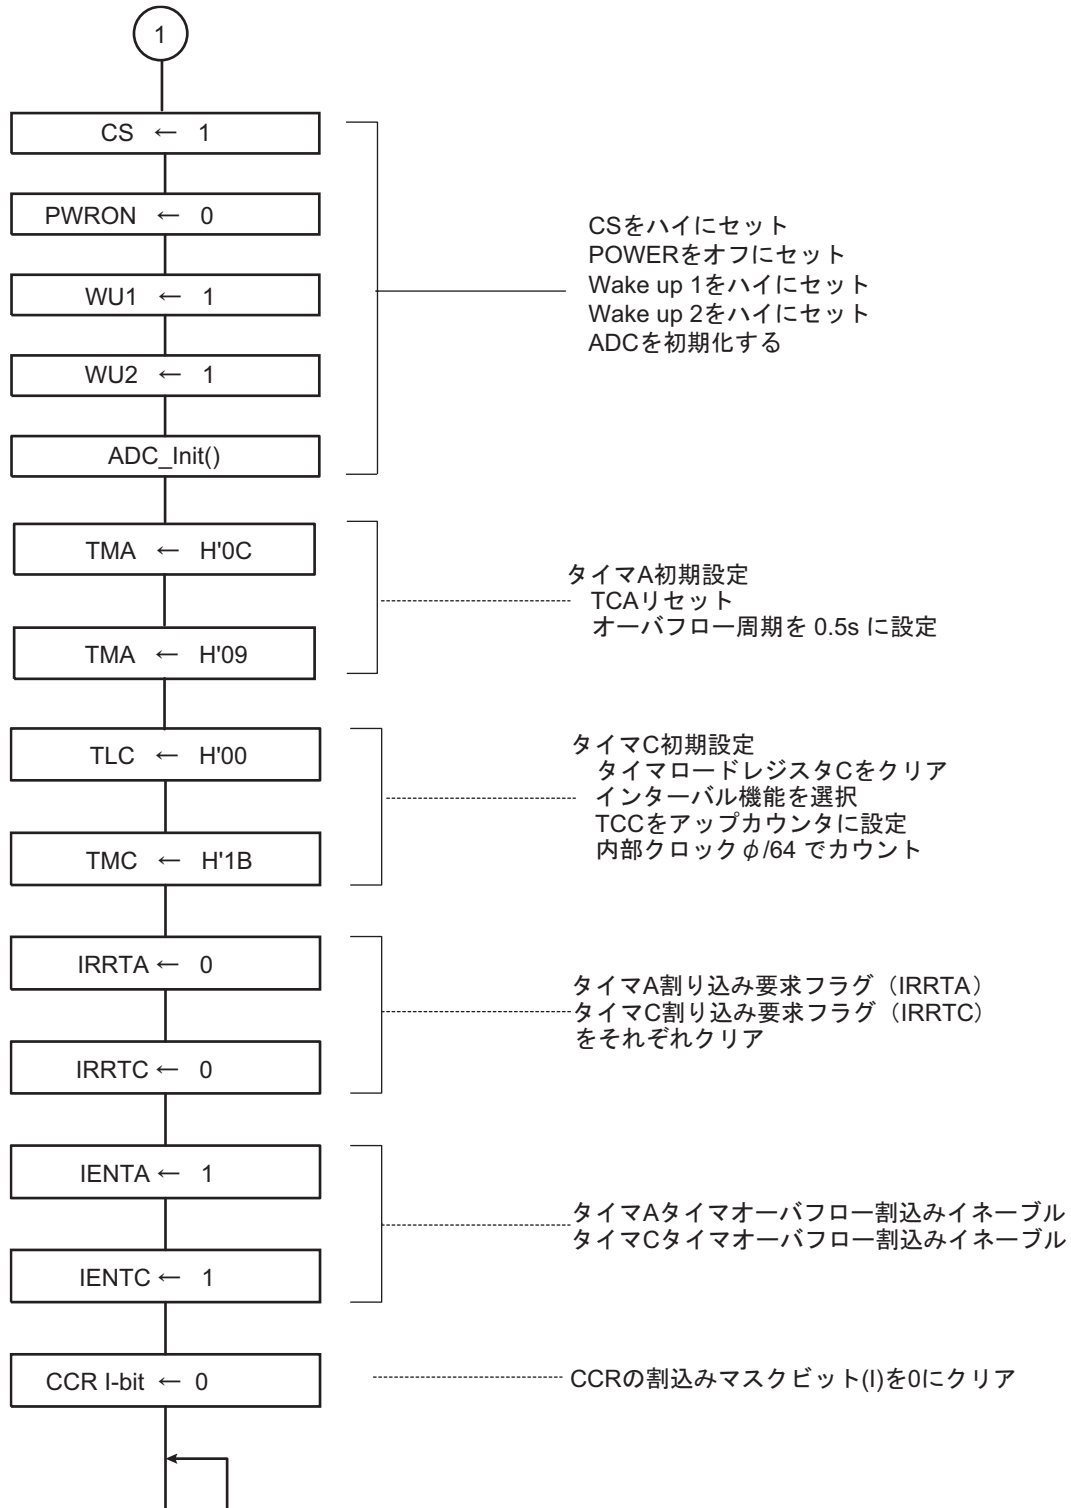 1
CS ← 1
PWRON ← 0
WU1 ← 1
WU2 ← 1
ADC_Init()
CSをハイにセット
POWERをオフにセット
Wake up 1をハイにセット
Wake up 2をハイにセット
ADCを初期化する
TMA ← H'0C
TMA ← H'09
タイマA初期設定
TCAリセット
オーバフロー周期を 0.5s に設定
TLC ← H'00
TMC ← H'1B
タイマC初期設定
タイマロードレジスタCをクリア
インターバル機能を選択
TCCをアップカウンタに設定
内部クロックφ/64 でカウント
IRRTA ← 0
IRRTC ← 0
タイマA割り込み要求フラグ（IRRTA）
タイマC割り込み要求フラグ（IRRTC）
をそれぞれクリア
IENTA ← 1
IENTC ← 1
タイマAタイマオーバフロー割込みイネーブル
タイマCタイマオーバフロー割込みイネーブル
CCR I-bit ← 0
CCRの割込みマスクビット(I)を0にクリア